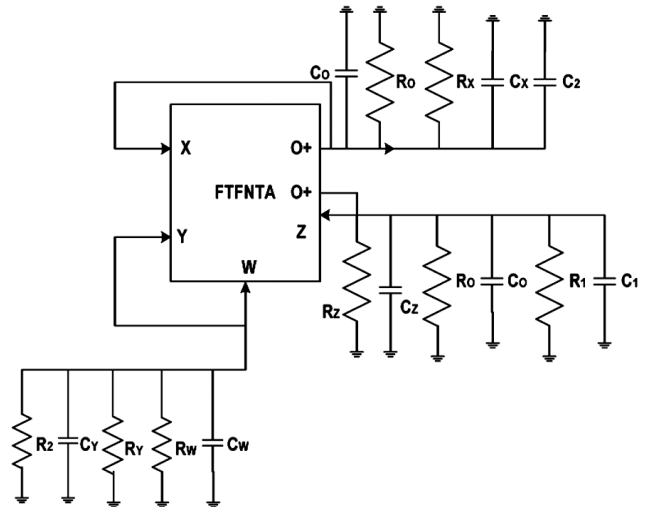 Co Ro Rx Cx C2
X O+
FTFNTA O+
Y Z
W
Rz Cz Ro Co R1 C1
R2 CY RY RW CW